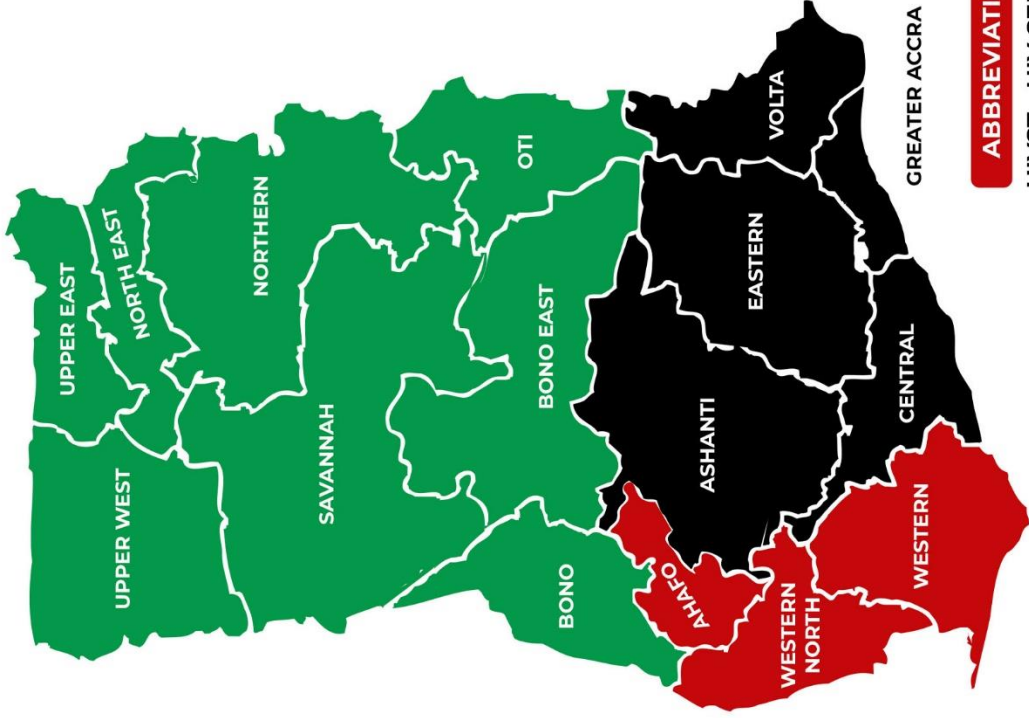 UPPER EAST
NORTH EAST
UPPER WEST
NORTHERN
SAVANNAH
OTI
BONO EAST
BONO
AHAFO
ASHANTI
EASTERN
VOLTA
WESTERN
NORTH
CENTRAL
WESTERN
GREATER ACCRA
ABBREVIATI